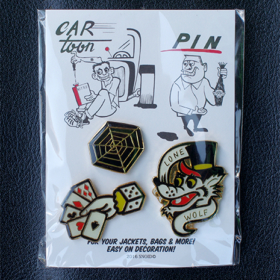 CAR
toon
PIN
LONE
WOLF
FOR YOUR JACKETS, BAGS & MORE!
EASY ON DECORATION!